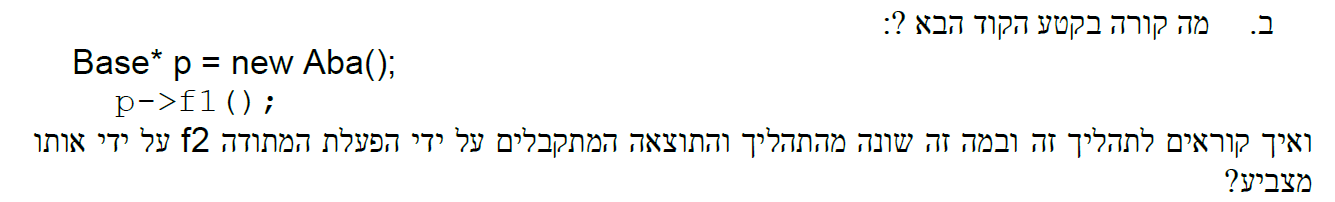 ב. מה קורה בקטע הקוד הבא ?:
Base* p = new Aba();
p->f1();
ואיך קוראים לתהליך זה ובמה זה שונה מהתהליך והתוצאה המתקבלים על ידי הפעלת המתודה f2 על ידי אותו
מצביע?